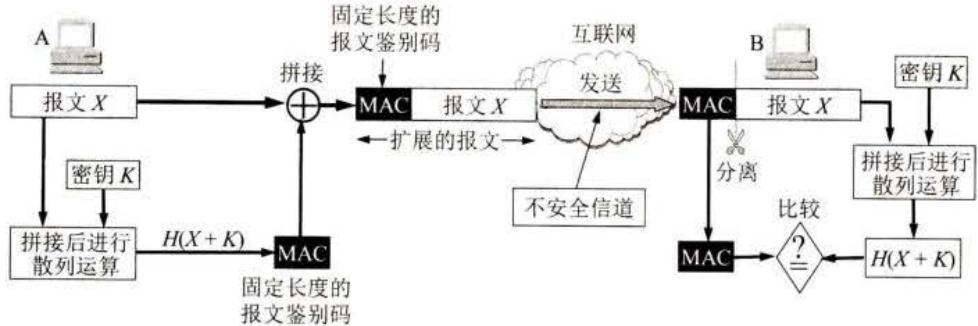 固定长度的
报文鉴别码
A
互联网
B
拼接
发送
密钥 K
报文 X
MAC
报文 X
MAC
报文 X
扩展的报文
密钥 K
分离
拼接后进行
散列运算
不安全信道
比较
拼接后进行
散列运算
H(X + K)
MAC
MAC
?
=
H(X + K)
固定长度的
报文鉴别码